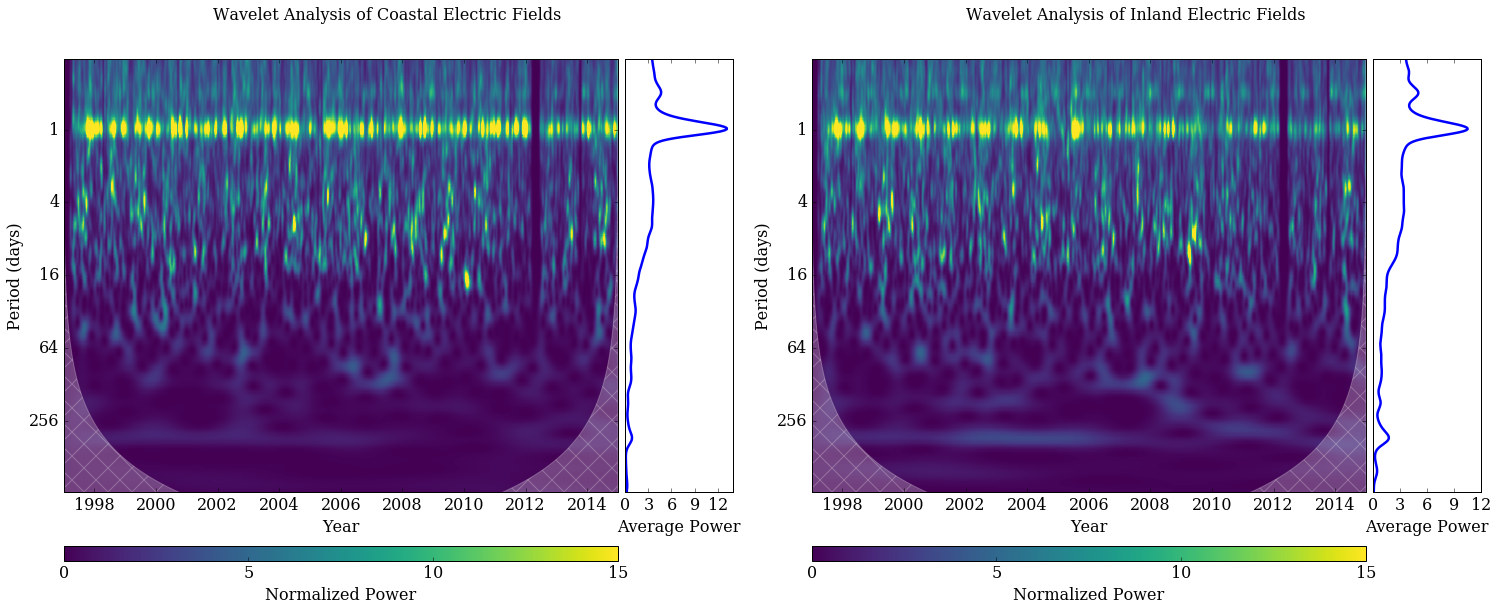 Wavelet Analysis of Coastal Electric Fields
Period (days)
1
4
16
64
256
1998 2000 2002 2004 2006 2008 2010 2012 2014
Year
0 3 6 9 12
Average Power
0 5 10 15
Normalized Power
Wavelet Analysis of Inland Electric Fields
Period (days)
1
4
16
64
256
1998 2000 2002 2004 2006 2008 2010 2012 2014
Year
0 3 6 9 12
Average Power
0 5 10 15
Normalized Power